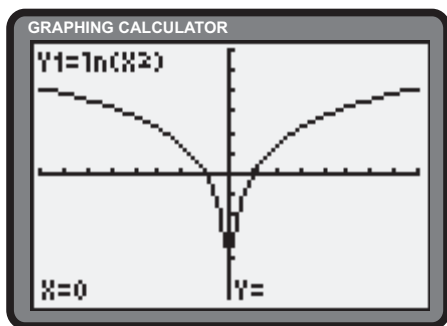 GRAPHING CALCULATOR
Y1=ln(X²)
X=0 Y=